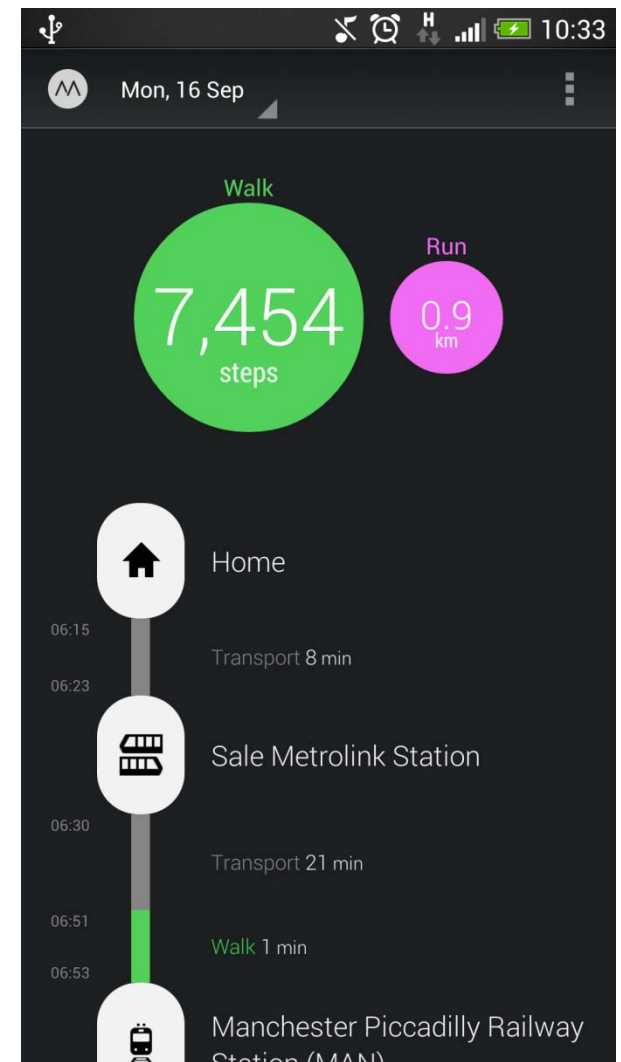 H 10:33
Mon, 16 Sep
Walk
7,454
steps
Run
0.9
km
Home
06:15
Transport 8 min
06:23
Sale Metrolink Station
06:30
Transport 21 min
06:51
Walk 1 min
06:53
Manchester Piccadilly Railway
Station (MAN)